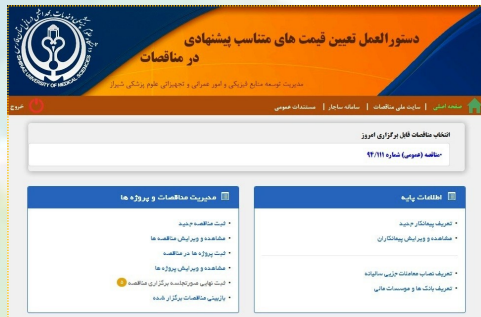 دستورالعمل تعیین قیمت های متناسب پیشنهادی
در مناقصات
مدیریت توسعه منابع فیزیکی و امور عمرانی و تجهیزاتی علوم پزشکی شیراز
صفحه اصلی | سایت ملی مناقصات | سامانه ساجار | مستندات عمومی
خروج
انتخاب مناقصات قابل برگزاری امروز
-مناقصه (عمومی) شماره ۹۴/۱۱۱
اطلاعات پایه
• تعریف پیمانکار جدید
• مشاهده و ویرایش پیمانکاران
• تعریف نصاب معاملات جزیی سالیانه
• تعریف بانک ها و موسسات مالی
مدیریت مناقصات و پروژه ها
• ثبت مناقصه جدید
• مشاهده و ویرایش مناقصه ها
• ثبت پروژه ها در مناقصه
• مشاهده و ویرایش پروژه ها
• ثبت نهایی صورتجلسه برگزاری مناقصه
• بازبینی مناقصات برگزار شده